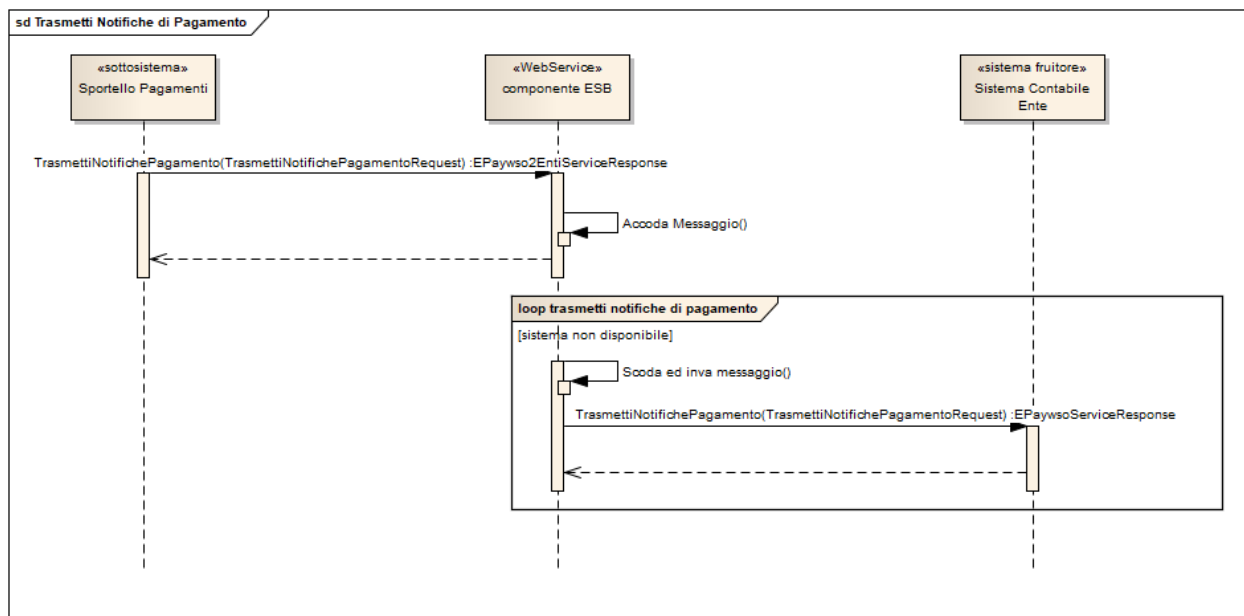 sd Trasmetti Notifiche di Pagamento
«sottosistema»
Sportello Pagamenti
«WebService»
componente ESB
«sistema fruitore»
Sistema Contabile
Ente
TrasmettiNotifichePagamento(TrasmettiNotifichePagamentoRequest) :EPaywso2EntiServiceResponse
Accoda Messaggio()
loop trasmetti notifiche di pagamento
[sistema non disponibile]
Scoda ed inva messaggio()
TrasmettiNotifichePagamento(TrasmettiNotifichePagamentoRequest) :EPaywsoServiceResponse